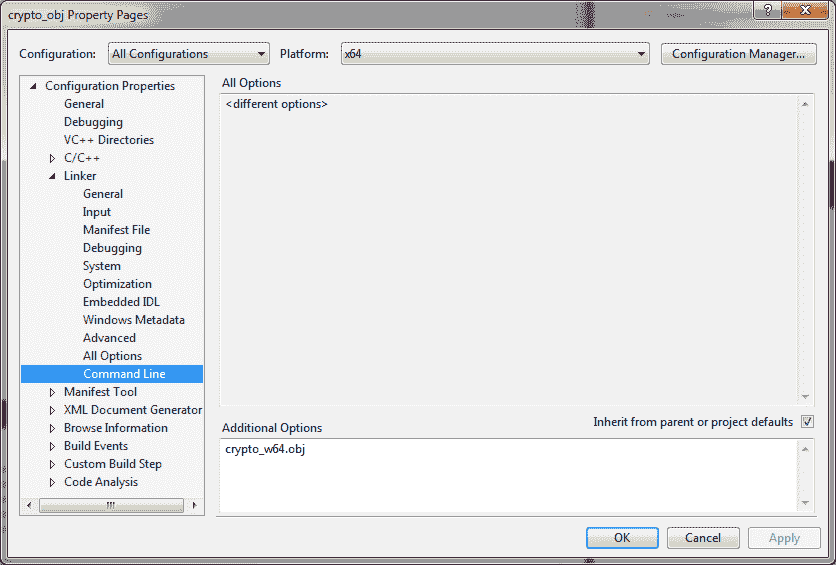 crypto_obj Property Pages
Configuration: All Configurations Platform: x64 Configuration Manager...
Configuration Properties
General
Debugging
VC++ Directories
C/C++
Linker
General
Input
Manifest File
Debugging
System
Optimization
Embedded IDL
Windows Metadata
Advanced
All Options
Command Line
Manifest Tool
XML Document Generator
Browse Information
Build Events
Custom Build Step
Code Analysis
All Options
<different options>
Inherit from parent or project defaults
Additional Options
crypto_w64.obj
OK Cancel Apply